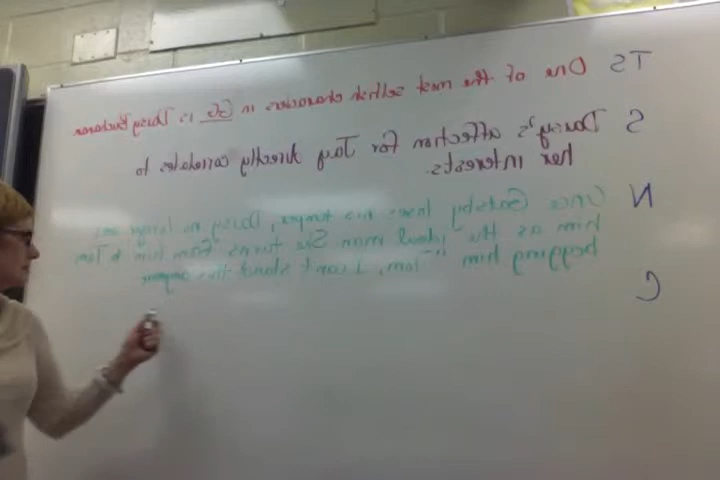 TS One of the most selfish characters in GG is Daisy Buchanan
S Daisy's affection for Jay directly correlates to
her interests.
N Once Gatsby loses his temper, Daisy no longer
him as the ideal man. She turns from him to Tom
begging him "Tom, I can't stand this anymore
C